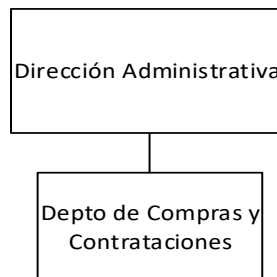 Dirección Administrativa
Depto de Compras y
Contrataciones